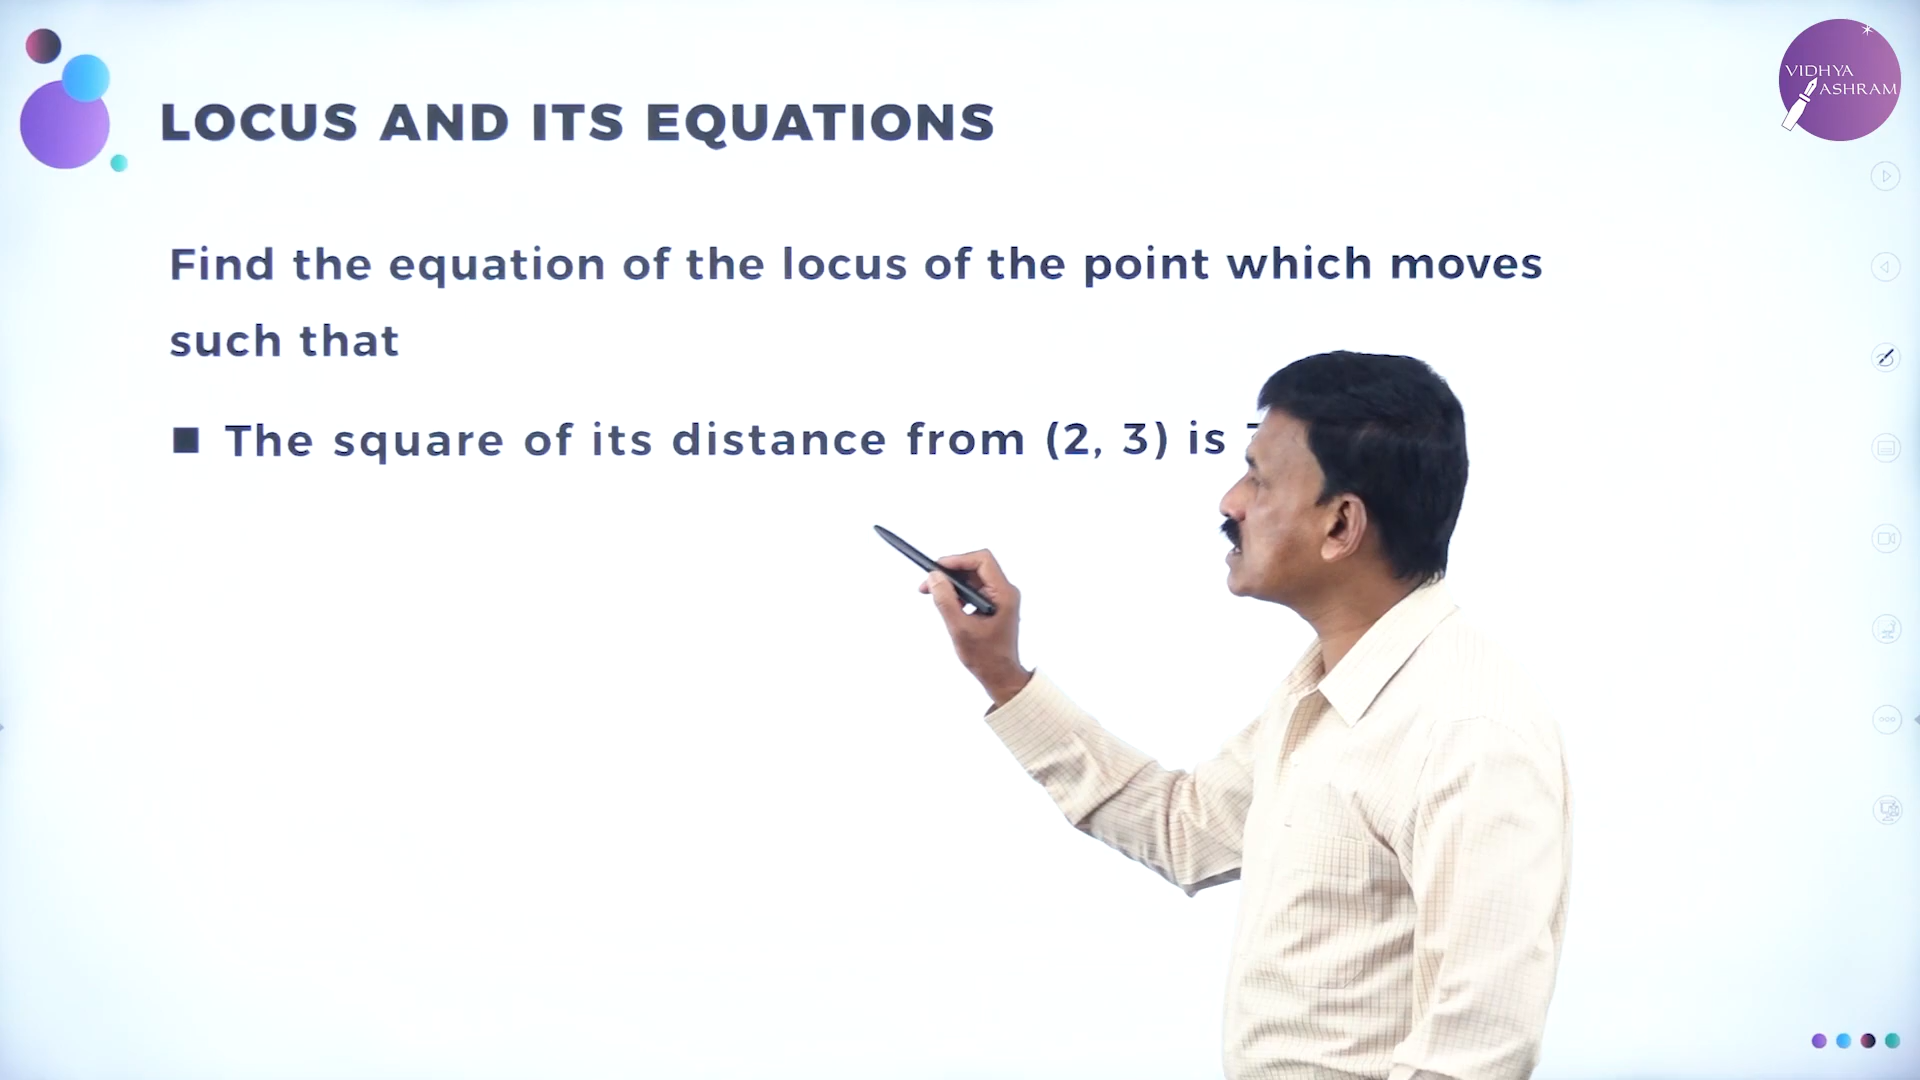 VIDHYA
ASHRAM
LOCUS AND ITS EQUATIONS
Find the equation of the locus of the point which moves
such that
■ The square of its distance from (2, 3) is